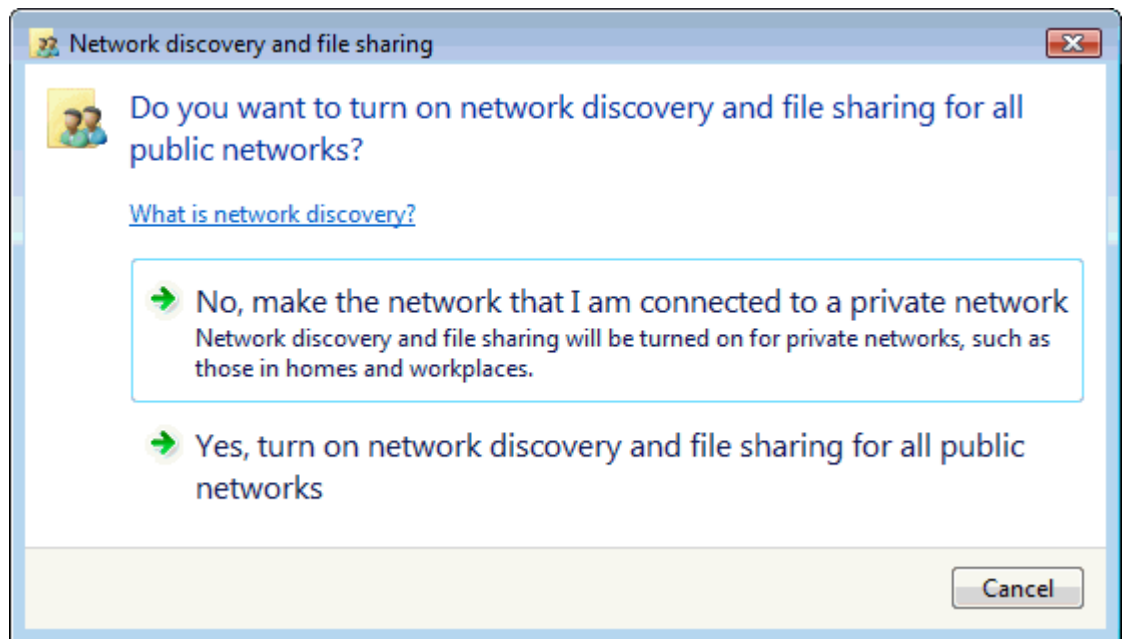 Network discovery and file sharing
Do you want to turn on network discovery and file sharing for all
public networks?
What is network discovery?
No, make the network that I am connected to a private network
Network discovery and file sharing will be turned on for private networks, such as
those in homes and workplaces.
Yes, turn on network discovery and file sharing for all public
networks
Cancel